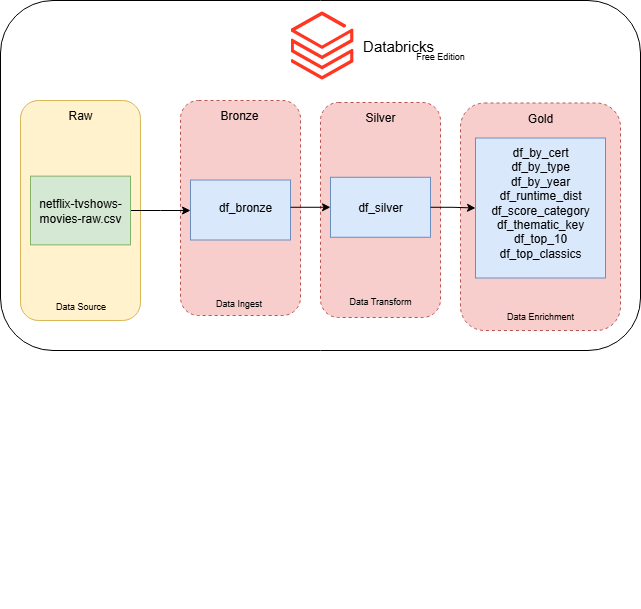 Databricks
Free Edition
Raw
netflix-tvshows-
movies-raw.csv
Data Source
Bronze
df_bronze
Data Ingest
Silver
df_silver
Data Transform
Gold
df_by_cert
df_by_type
df_by_year
df_runtime_dist
df_score_category
df_thematic_key
df_top_10
df_top_classics
Data Enrichment